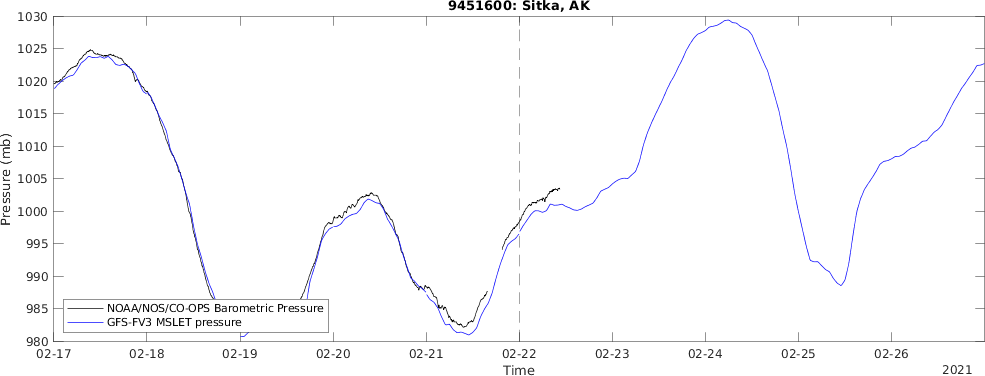 9451600: Sitka, AK
Pressure (mb)
1030
1025
1020
1015
1010
1005
1000
995
990
985
980
NOAA/NOS/CO-OPS Barometric Pressure
GFS-FV3 MSLET pressure
02-17 02-18 02-19 02-20 02-21 02-22 02-23 02-24 02-25 02-26
Time
2021